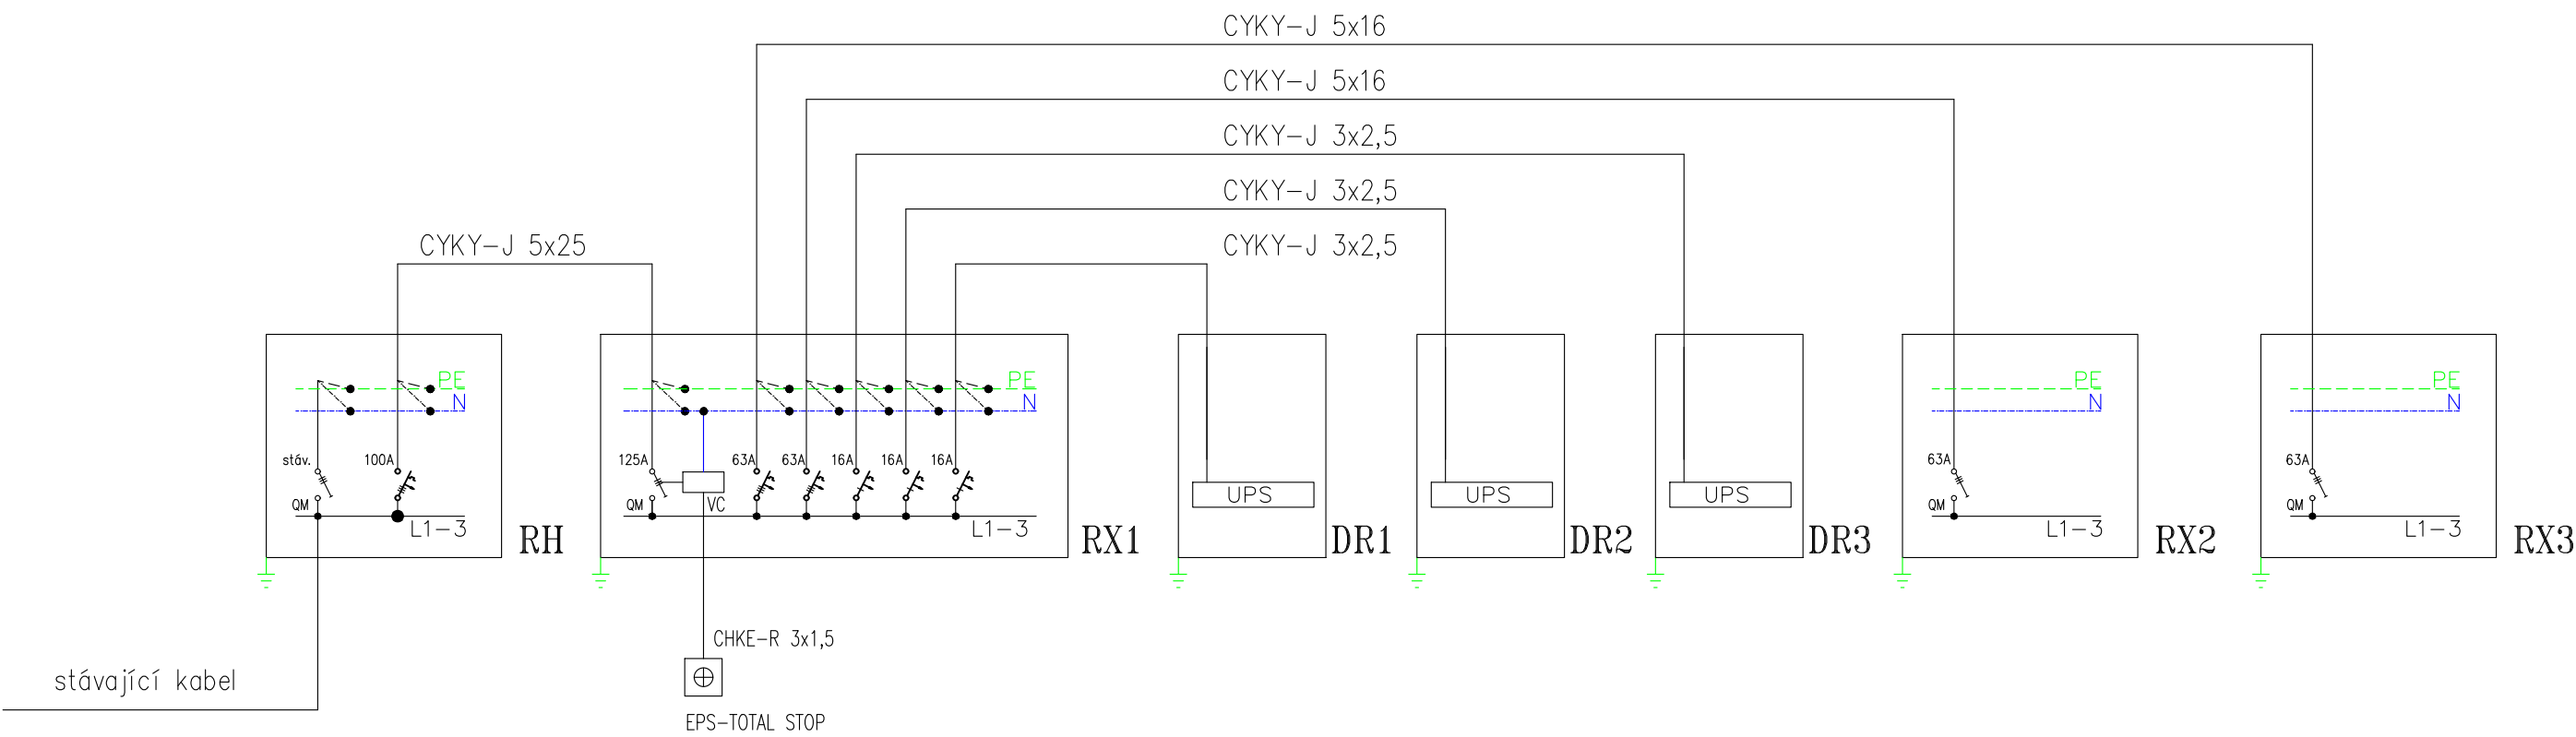 CYKY-J 5x16
CYKY-J 5x16
CYKY-J 3x2,5
CYKY-J 3x2,5
CYKY-J 5x25
CYKY-J 3x2,5
PE
N
stáv.
100A
QM
L1-3
RH
PE
N
125A
63A
63A
16A
16A
16A
QM
VC
L1-3
RX1
UPS
DR1
UPS
DR2
UPS
DR3
PE
N
63A
QM
L1-3
RX2
PE
N
63A
QM
L1-3
RX3
CHKE-R 3x1,5
stávající kabel
EPS-TOTAL STOP